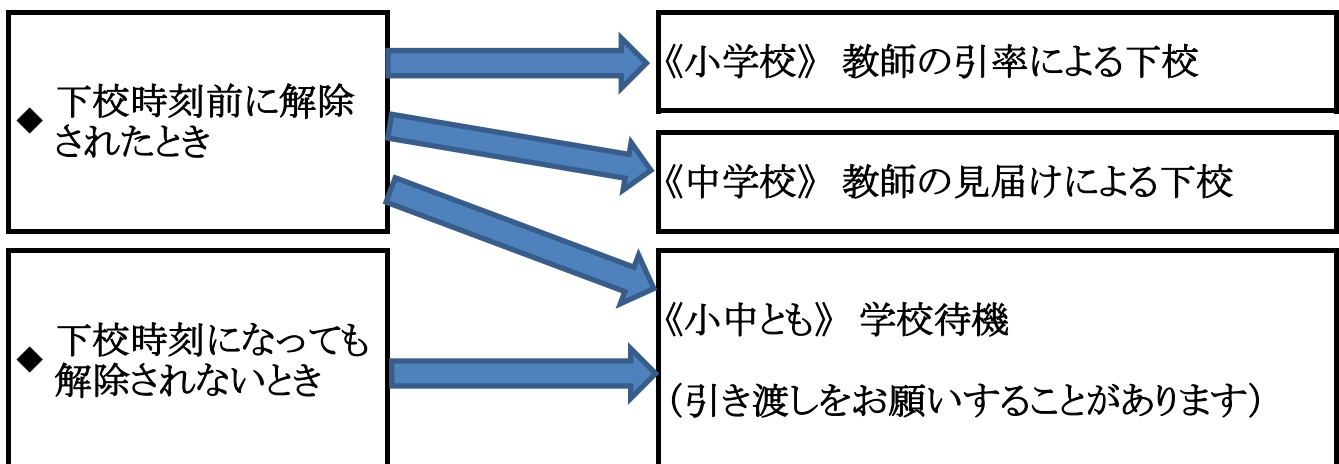 ◆ 下校時刻前に解除
されたとき
《小学校》 教師の引率による下校
《中学校》 教師の見届けによる下校
◆ 下校時刻になっても
解除されないとき
《小中とも》 学校待機
（引き渡しをお願いすることがあります）